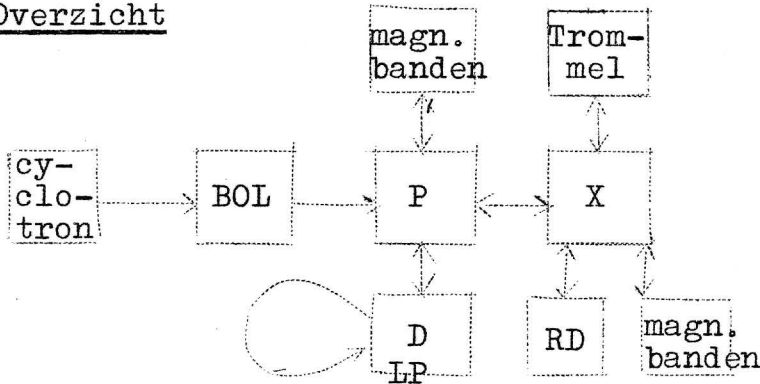 Overzicht
magn.
banden
Trom-
mel
cy-
clo-
tron
BOL
P
X
D
LP
RD
magn.
banden